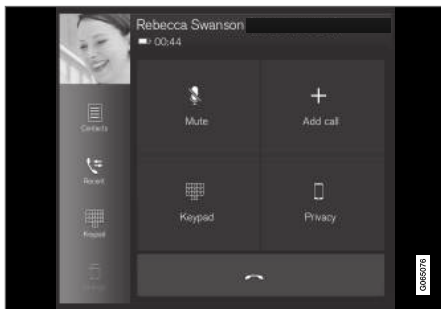 Rebecca Swanson
00:44
Mute
Add call
Contacts
Recent
Keypad
Keypad
Privacy
G065076